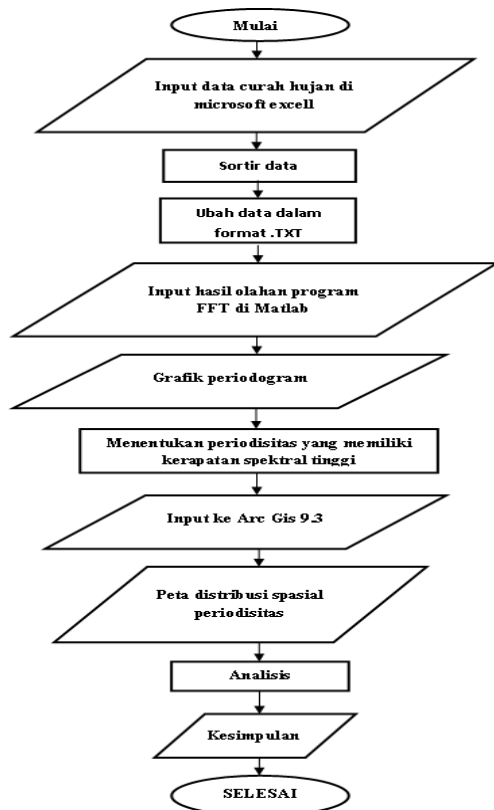 Mulai
Input data curah hujan di
microsoft excell
Sortir data
Ubah data dalam
format .TXT
Input hasil olahan program
FFT di Matlab
Grafik periodogram
Menentukan periodisitas yang memiliki
kerapatan spektral tinggi
Input ke Arc Gis 9.3
Peta distribusi spasial
periodisitas
Analisis
Kesimpulan
SELESAI